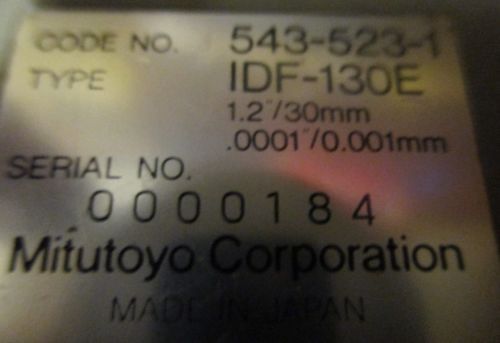 CODE NO. 543-523-1
TYPE IDF-130E
1.2"/30mm
.0001"/0.001mm
SERIAL NO.
0000184
Mitutoyo Corporation
MADE IN JAPAN